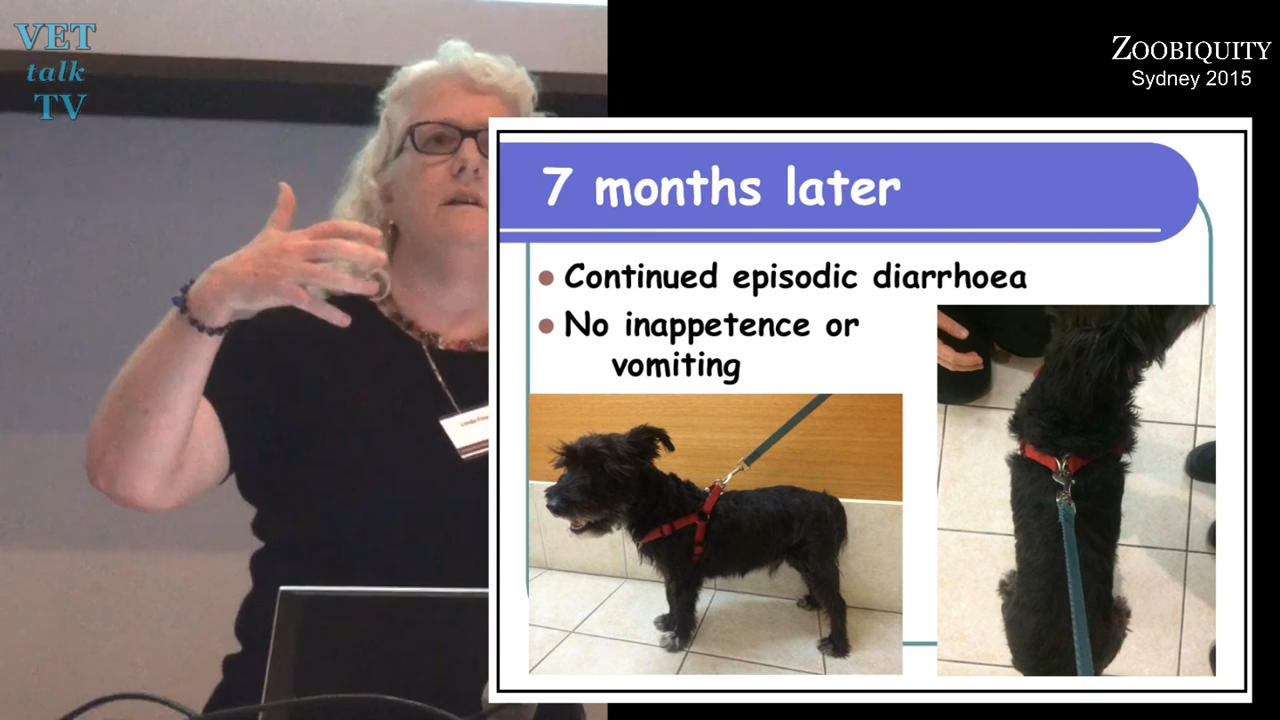 VET
talk
TV
ZOOBIQUITY
Sydney 2015
7 months later
Continued episodic diarrhoea
No inappetence or
vomiting